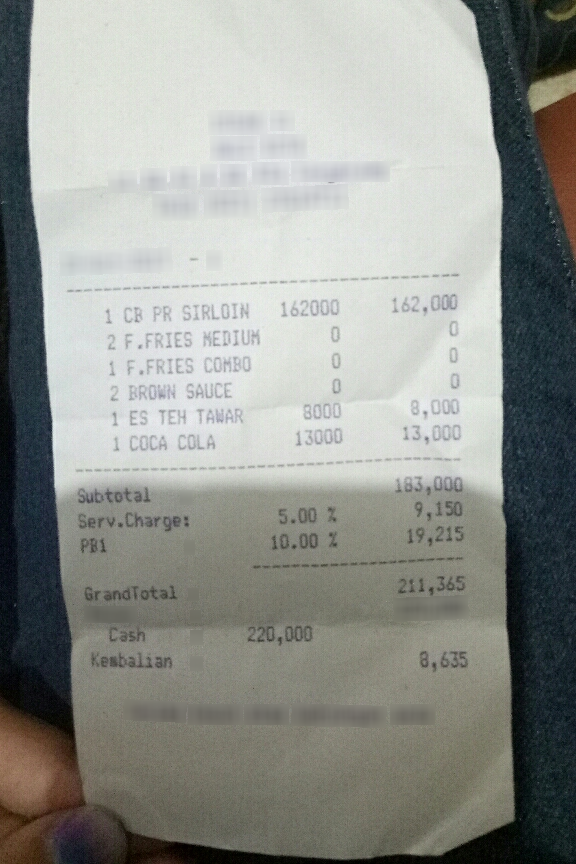 1 CB PR SIRLOIN 162000 162,000
2 F.FRIES MEDIUM 0 0
1 F.FRIES COMBO 0 0
2 BROWN SAUCE 0 0
1 ES TEH TAWAR 8000 8,000
1 COCA COLA 13000 13,000
Subtotal 183,000
Serv.Charge: 5.00 % 9,150
PB1 10.00 % 19,215
GrandTotal 211,365
Cash 220,000
Kembalian 8,635